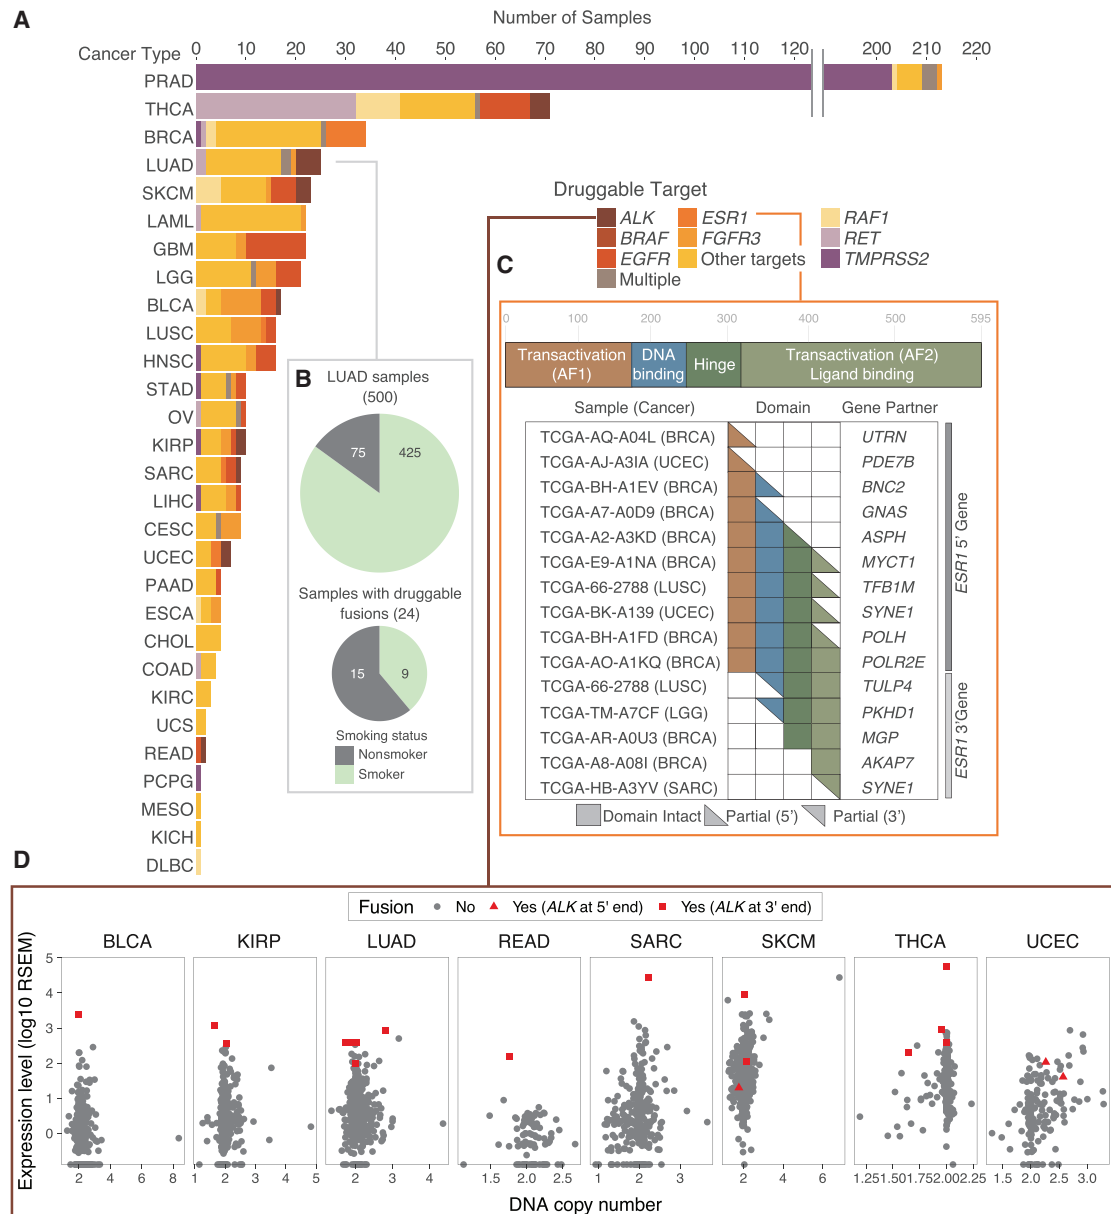 A
Number of Samples
Cancer Type
0 10 20 30 40 50 60 70 80 90 100 110 120 200 210 220
PRAD
THCA
BRCA
LUAD
SKCM
LAML
GBM
LGG
BLCA
LUSC
HNSC
STAD
OV
KIRP
SARC
LIHC
CESC
UCEC
PAAD
ESCA
CHOL
COAD
KIRC
UCS
READ
PCPG
MESO
KICH
DLBC
Druggable Target
ALK ESR1 RAF1
BRAF FGFR3 RET
EGFR Other targets TMPRSS2
Multiple
B
LUAD samples
(500)
75 425
Samples with druggable
fusions (24)
15 9
Smoking status
Nonsmoker
Smoker
C
0 100 200 300 400 500 595
Transactivation
(AF1)
DNA
binding
Hinge
Transactivation (AF2)
Ligand binding
Sample (Cancer) Domain Gene Partner
TCGA-AQ-A04L (BRCA) UTRN
TCGA-AJ-A3IA (UCEC) PDE7B
TCGA-BH-A1EV (BRCA) BNC2
TCGA-A7-A0D9 (BRCA) GNAS
TCGA-A2-A3KD (BRCA) ASPH
TCGA-E9-A1NA (BRCA) MYCT1
TCGA-66-2788 (LUSC) TFB1M
TCGA-BK-A139 (UCEC) SYNE1
TCGA-BH-A1FD (BRCA) POLH
TCGA-AO-A1KQ (BRCA) POLR2E
TCGA-66-2788 (LUSC) TULP4
TCGA-TM-A7CF (LGG) PKHD1
TCGA-AR-A0U3 (BRCA) MGP
TCGA-A8-A08I (BRCA) AKAP7
TCGA-HB-A3YV (SARC) SYNE1
ESR1 5' Gene
ESR1 3'Gene
Domain Intact Partial (5') Partial (3')
D
Fusion No Yes (ALK at 5' end) Yes (ALK at 3' end)
BLCA KIRP LUAD READ SARC SKCM THCA UCEC
Expression level (log10 RSEM)
5
4
3
2
1
0
2 4 6 8
1 2 3 4 5
2 3 4
1.5 2.0 2.5
1 2 3
2 4 6
1.25 1.50 1.75 2.00 2.25
1.5 2.0 2.5 3.0
DNA copy number